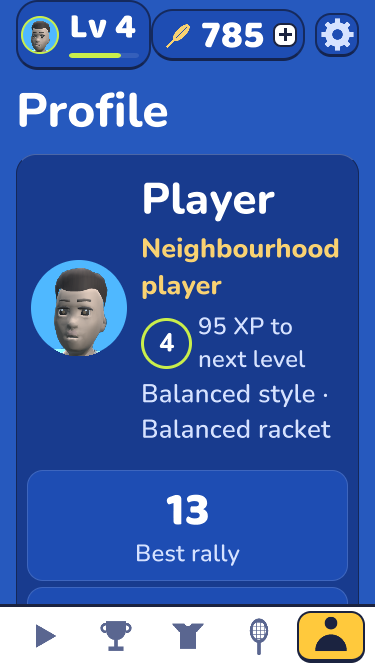 Lv 4
785
Profile
Player
Neighbourhood
player
4
95 XP to
next level
Balanced style ·
Balanced racket
13
Best rally